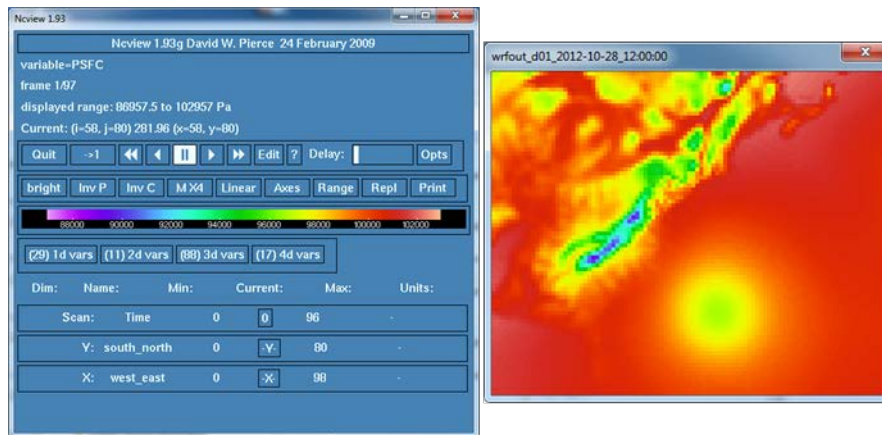 Ncview 1.93
Ncview 1.93g David W. Pierce 24 February 2009
variable=PSFC
frame 1/97
displayed range: 86957.5 to 102957 Pa
Current: (i=58, j=80) 281.96 (x=58, y=80)
Quit ->1 Edit ? Delay: Opts
bright Inv P Inv C M X4 Linear Axes Range Repl Print
88000 90000 92000 94000 96000 98000 100000 102000
(29) 1d vars (11) 2d vars (88) 3d vars (17) 4d vars
Dim: Name: Min: Current: Max: Units:
Scan: Time 0 0 96 -
Y: south_north 0 -Y- 80 -
X: west_east 0 -X- 98 -
wrfout_d01_2012-10-28_12:00:00